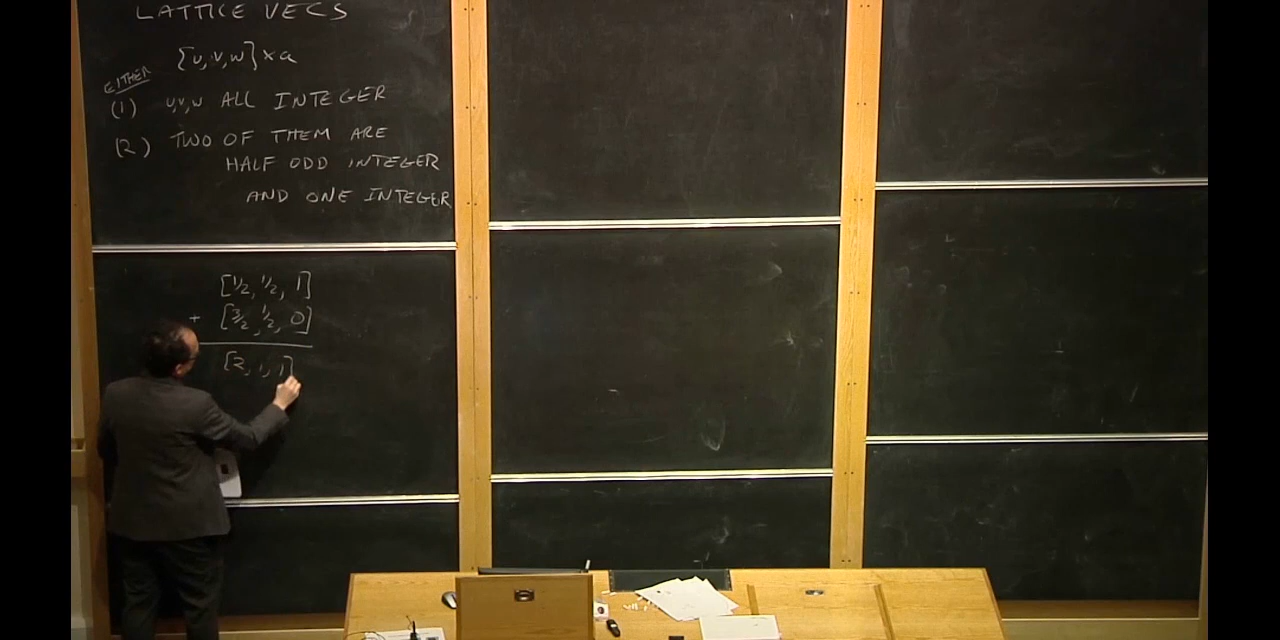 LATTICE VECS
[u,v,w] × a
EITHER
(1) u,v,w ALL INTEGER
(2) TWO OF THEM ARE
HALF ODD INTEGER
AND ONE INTEGER
[1/2, 1/2, 1]
+ [3/2, 1/2, 0]
[2, 1, 1]